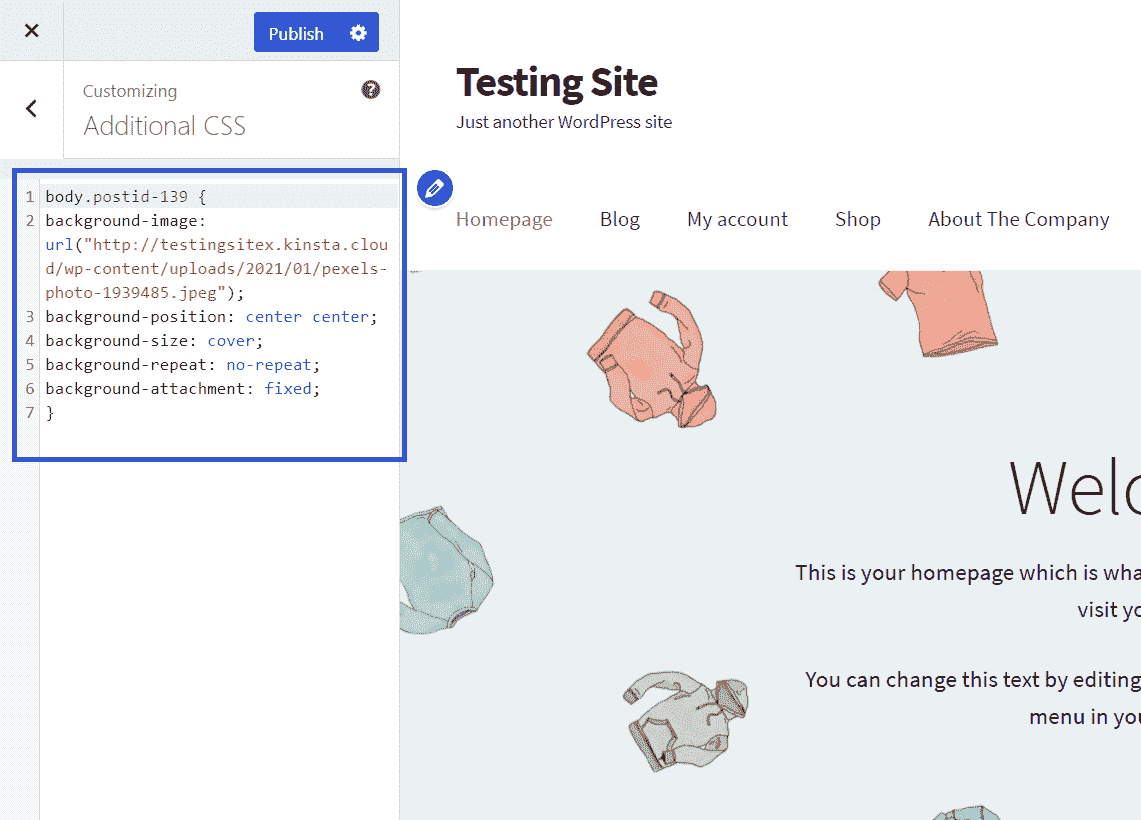 Publish
Customizing
Additional CSS
1 body.postid-139 {
2 background-image:
url("http://testingsitex.kinsta.clou
d/wp-content/uploads/2021/01/pexels-
photo-1939485.jpeg");
3 background-position: center center;
4 background-size: cover;
5 background-repeat: no-repeat;
6 background-attachment: fixed;
7 }
Testing Site
Just another WordPress site
Homepage Blog My account Shop About The Company
Welc
This is your homepage which is wha
visit yo
You can change this text by editing
menu in you